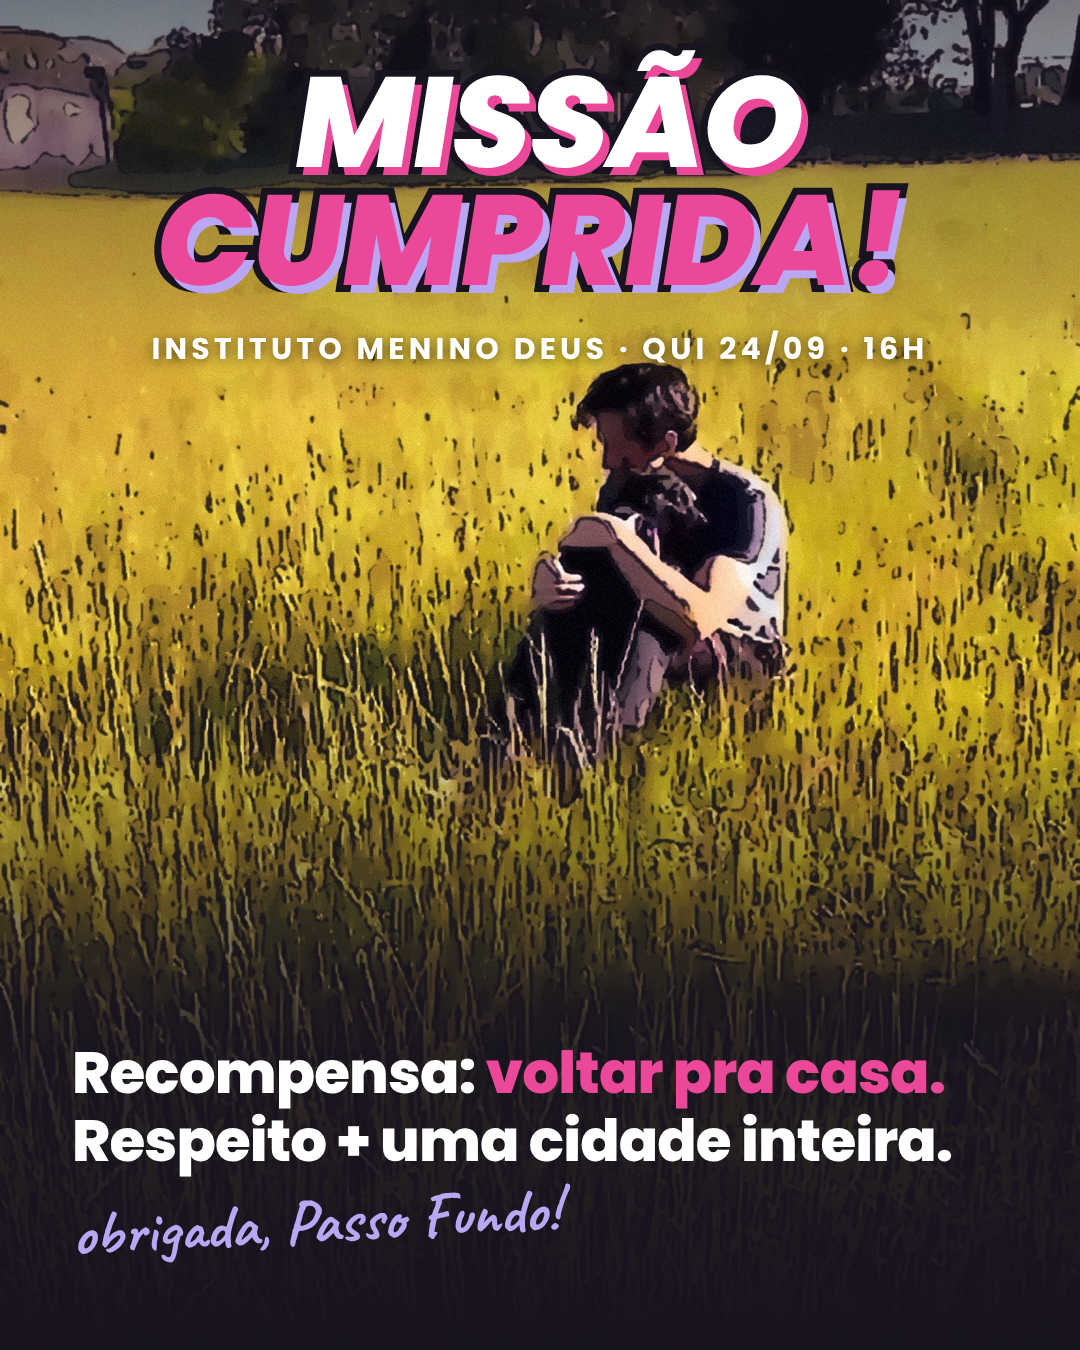 MISSÃO
CUMPRIDA!
INSTITUTO MENINO DEUS · QUI 24/09 · 16H
Recompensa: voltar pra casa.
Respeito + uma cidade inteira.
obrigada, Passo Fundo!